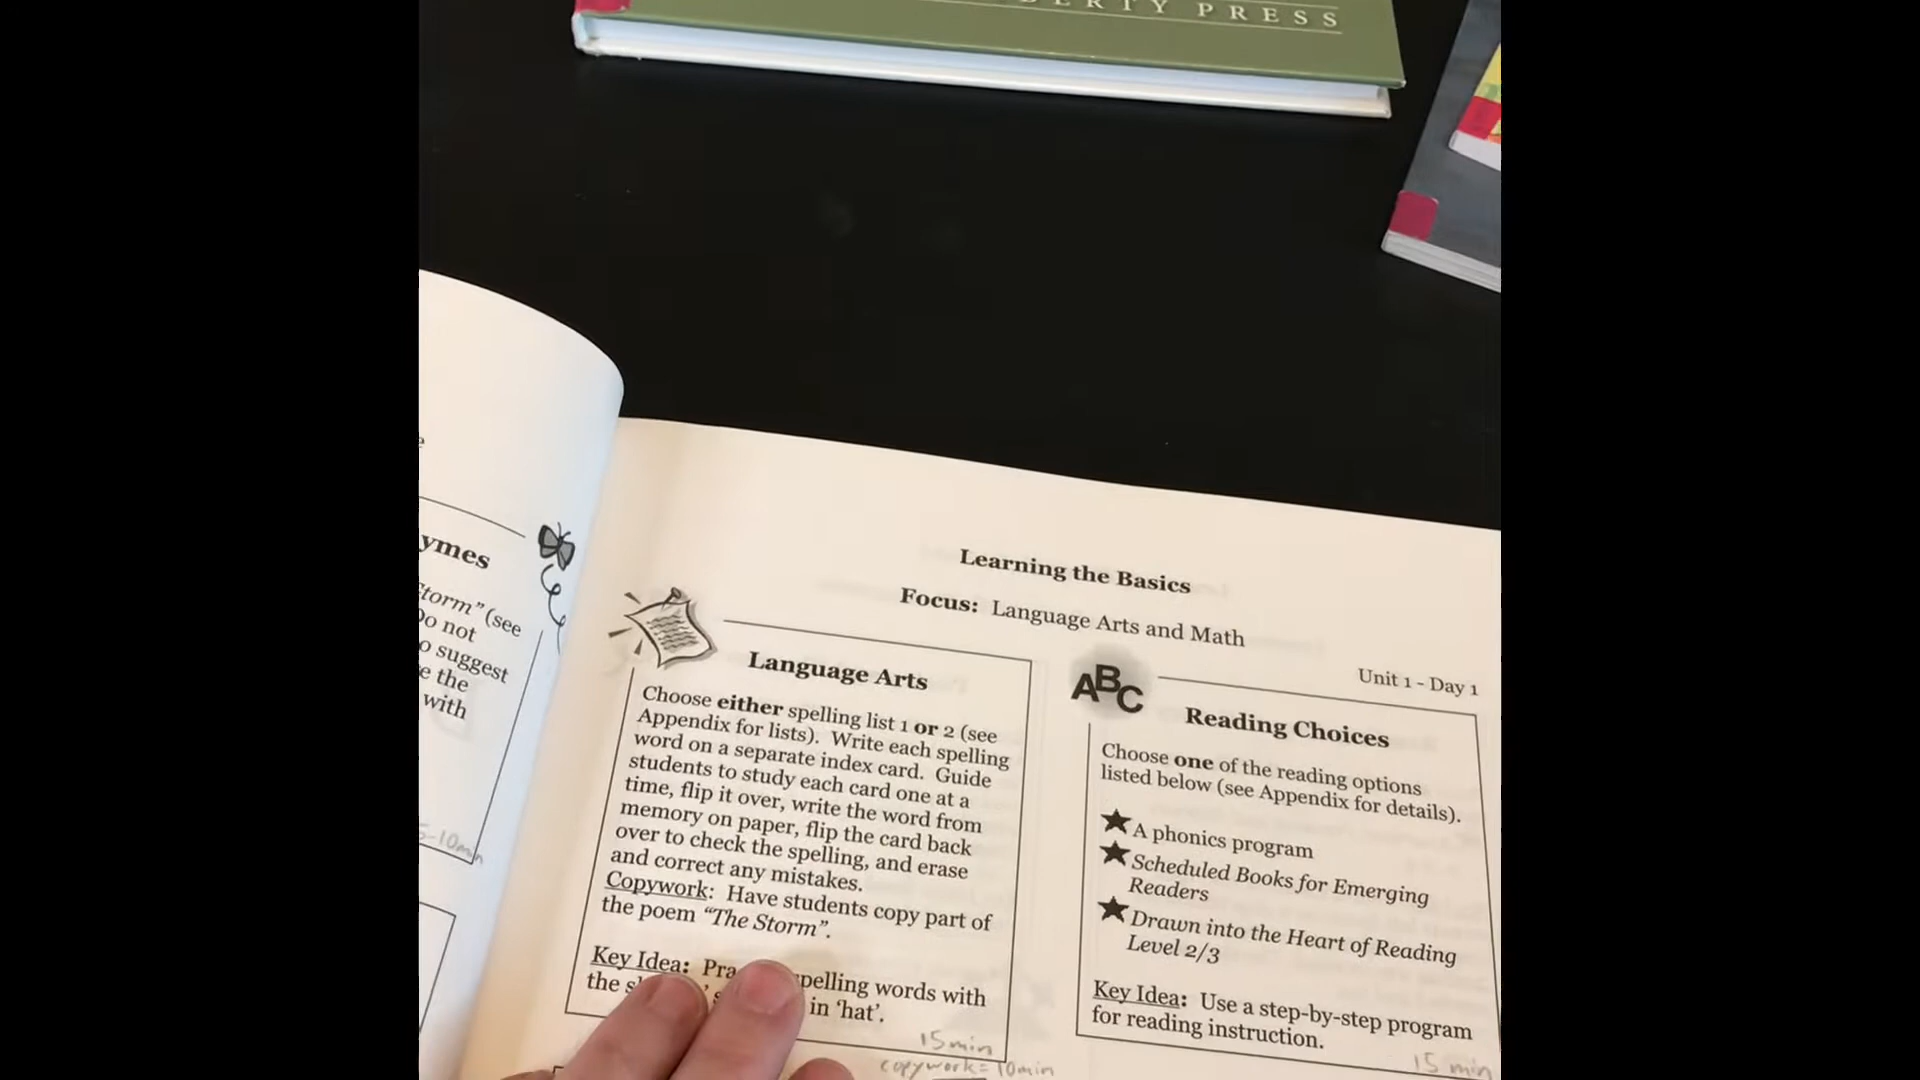 PRESS
ymes
Storm" (see
Do not
o suggest
e the
with
5-10min
Learning the Basics
Focus: Language Arts and Math
Unit 1 - Day 1
Language Arts
Choose either spelling list 1 or 2 (see
Appendix for lists). Write each spelling
word on a separate index card. Guide
students to study each card one at a
time, flip it over, write the word from
memory on paper, flip the card back
over to check the spelling, and erase
and correct any mistakes.
Copywork: Have students copy part of
the poem "The Storm".
Key Idea: Pra pelling words with
the s in 'hat'.
15min
copywork=10min
ABC
Reading Choices
Choose one of the reading options
listed below (see Appendix for details).
A phonics program
Scheduled Books for Emerging
Readers
Drawn into the Heart of Reading
Level 2/3
Key Idea: Use a step-by-step program
for reading instruction.
15 min